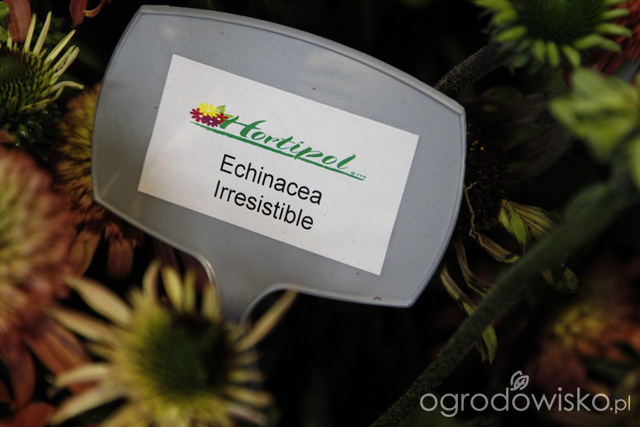 Hortipol
Echinacea
Irresistible
ogrodowisko.pl